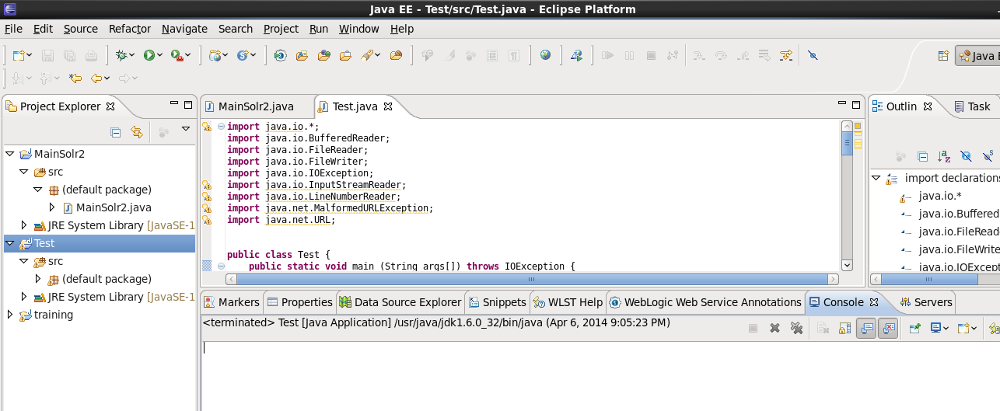 Java EE - Test/src/Test.java - Eclipse Platform
File Edit Source Refactor Navigate Search Project Run Window Help
Java E
Project Explorer
MainSolr2
src
(default package)
MainSolr2.java
JRE System Library [JavaSE-1
Test
src
(default package)
JRE System Library [JavaSE-1
training
MainSolr2.java Test.java
import java.io.*;
import java.io.BufferedReader;
import java.io.FileReader;
import java.io.FileWriter;
import java.io.IOException;
import java.io.InputStreamReader;
import java.io.LineNumberReader;
import java.net.MalformedURLException;
import java.net.URL;
public class Test {
public static void main (String args[]) throws IOException {
Outlin Task
import declarations
java.io.*
java.io.Buffered
java.io.FileRead
java.io.FileWrite
java.io.IOExcept
Markers Properties Data Source Explorer Snippets WLST Help WebLogic Web Service Annotations Console Servers
<terminated> Test [Java Application] /usr/java/jdk1.6.0_32/bin/java (Apr 6, 2014 9:05:23 PM)